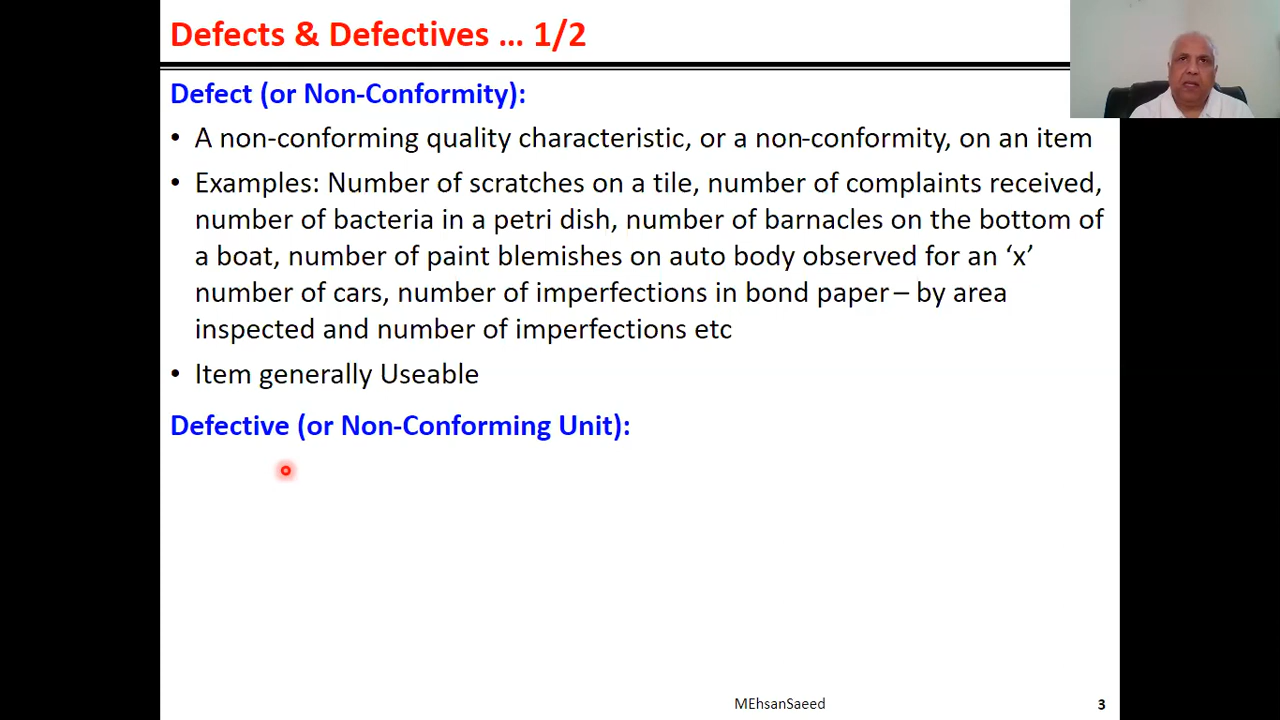 Defects & Defectives … 1/2
Defect (or Non-Conformity):
• A non-conforming quality characteristic, or a non-conformity, on an item
• Examples: Number of scratches on a tile, number of complaints received,
number of bacteria in a petri dish, number of barnacles on the bottom of
a boat, number of paint blemishes on auto body observed for an ‘x’
number of cars, number of imperfections in bond paper – by area
inspected and number of imperfections etc
• Item generally Useable
Defective (or Non-Conforming Unit):
MEhsanSaeed
3